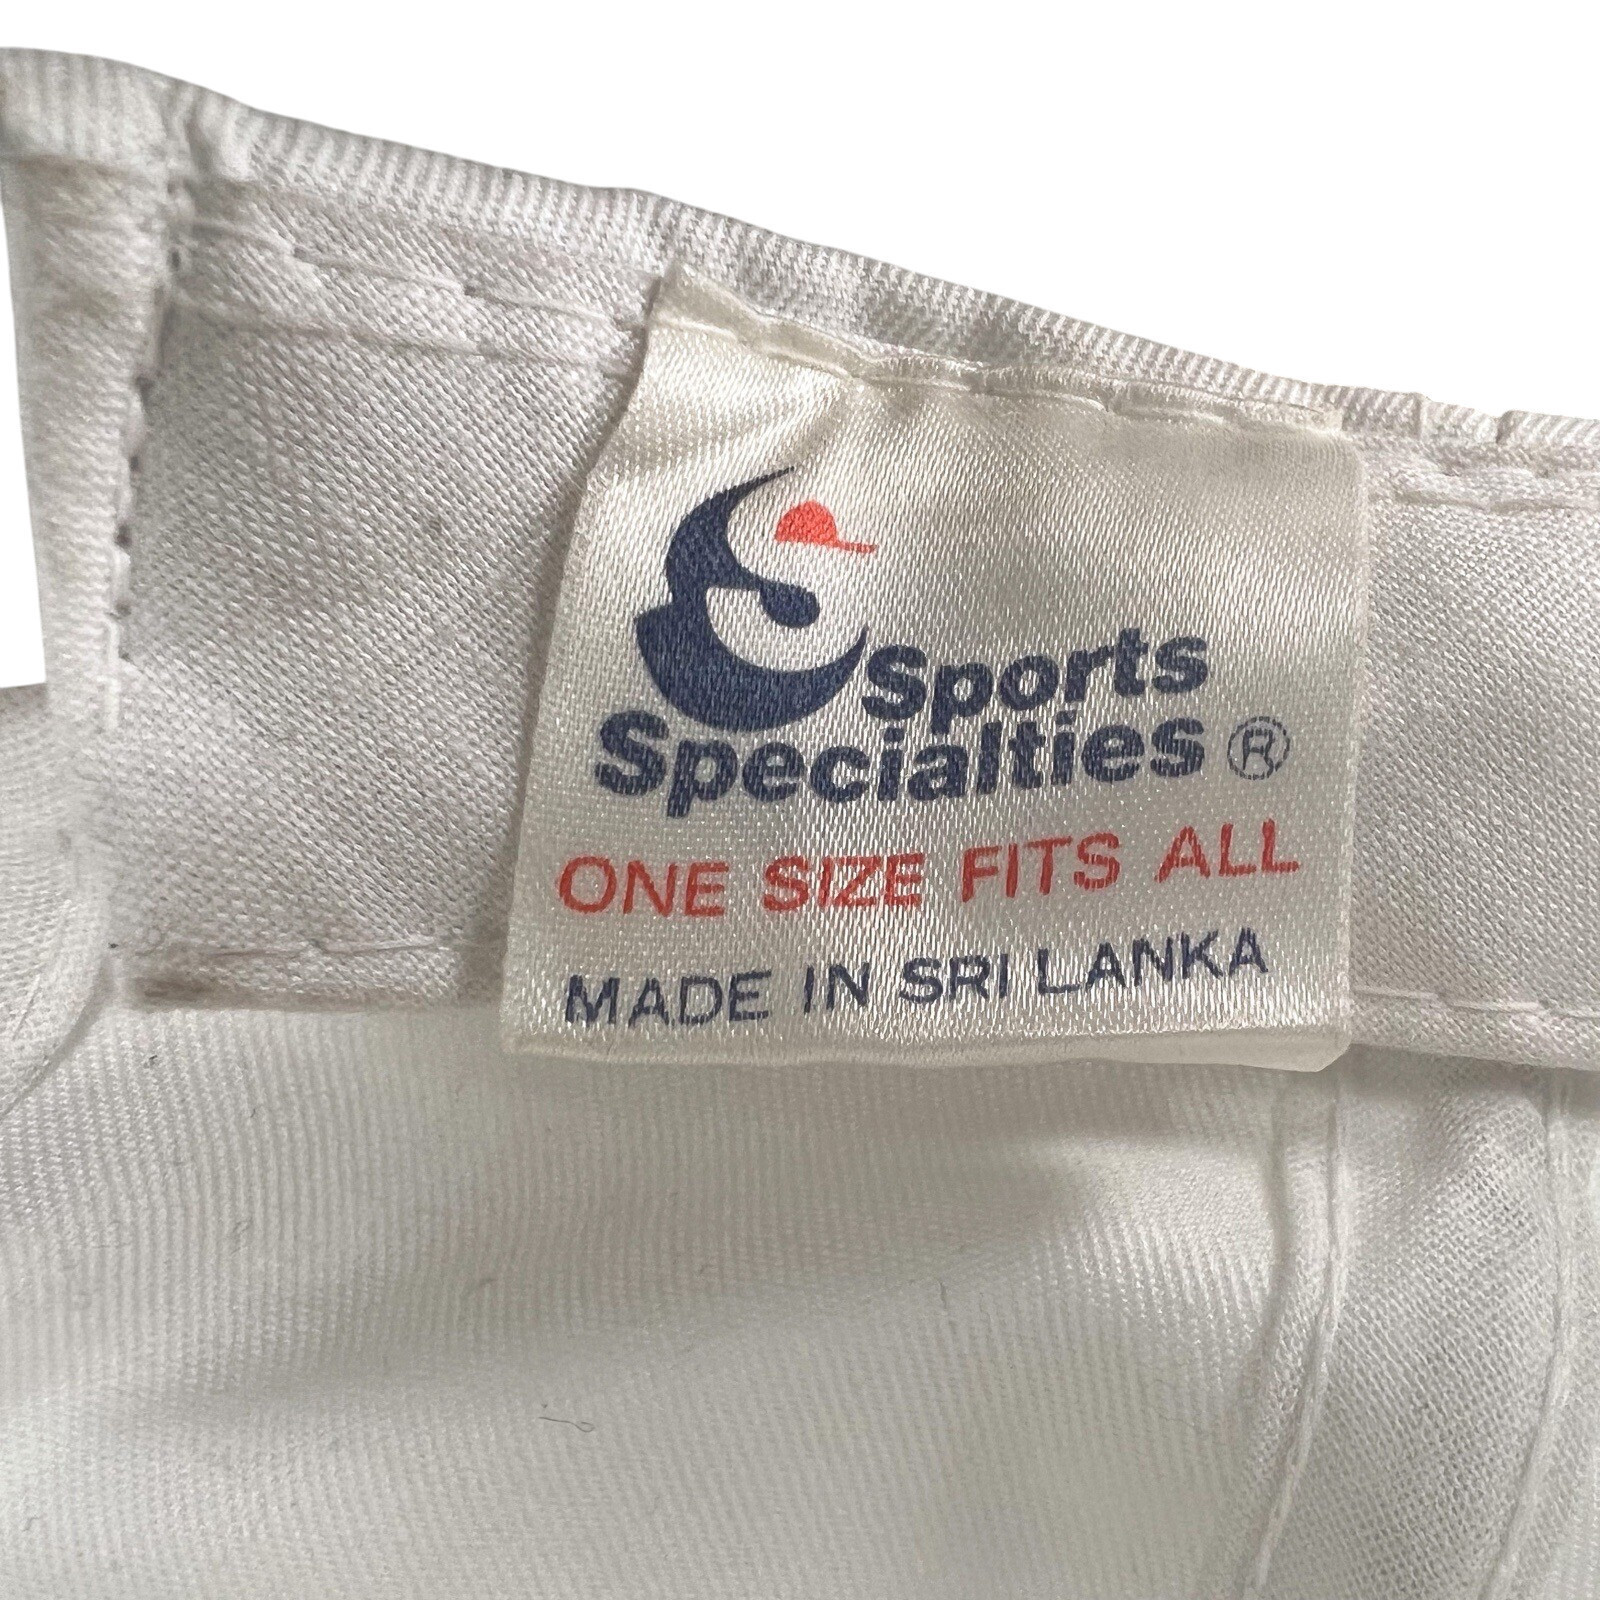 Sports
Specialties ®
ONE SIZE FITS ALL
MADE IN SRI LANKA